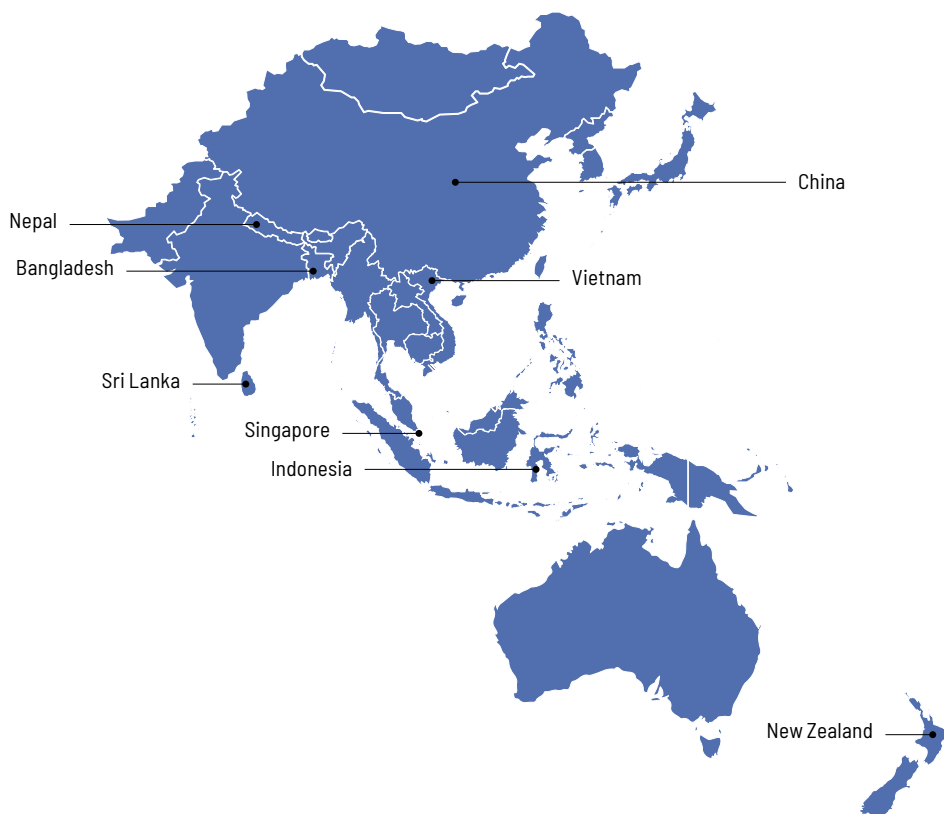 China
Nepal
Bangladesh
Vietnam
Sri Lanka
Singapore
Indonesia
New Zealand